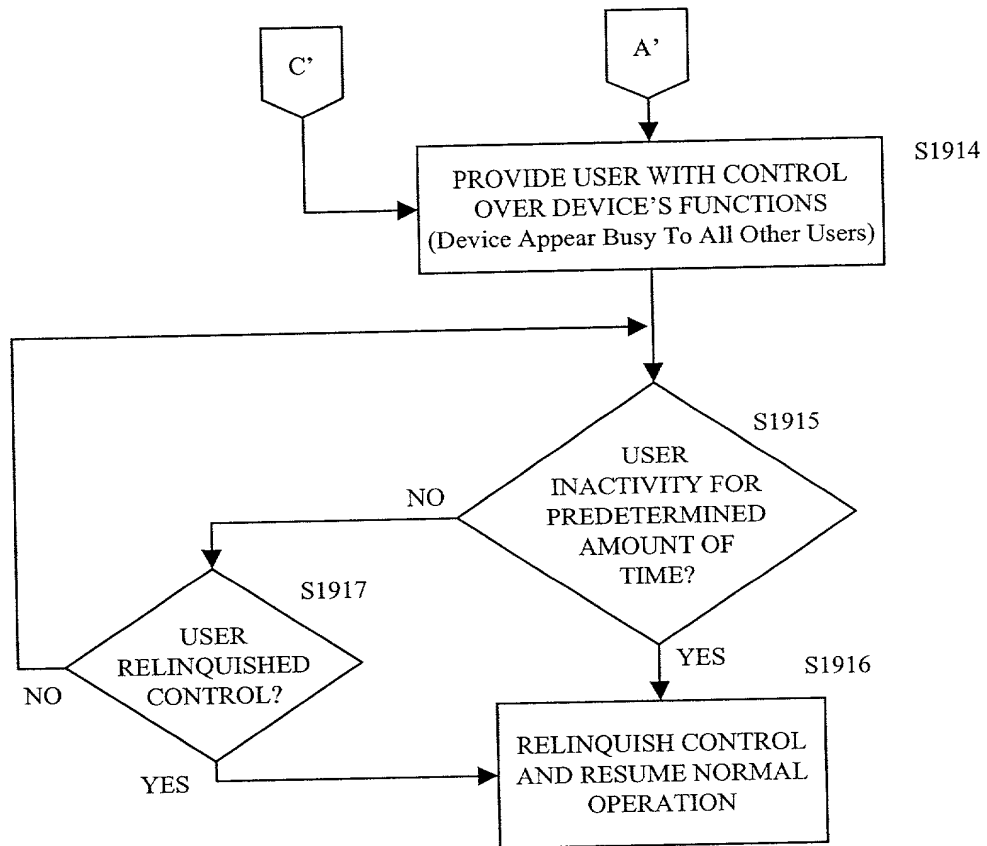 C’
A’
S1914
PROVIDE USER WITH CONTROL
OVER DEVICE’S FUNCTIONS
(Device Appear Busy To All Other Users)
S1915
USER
INACTIVITY FOR
PREDETERMINED
AMOUNT OF
TIME?
NO
S1917
USER
RELINQUISHED
CONTROL?
NO
YES
YES
S1916
RELINQUISH CONTROL
AND RESUME NORMAL
OPERATION